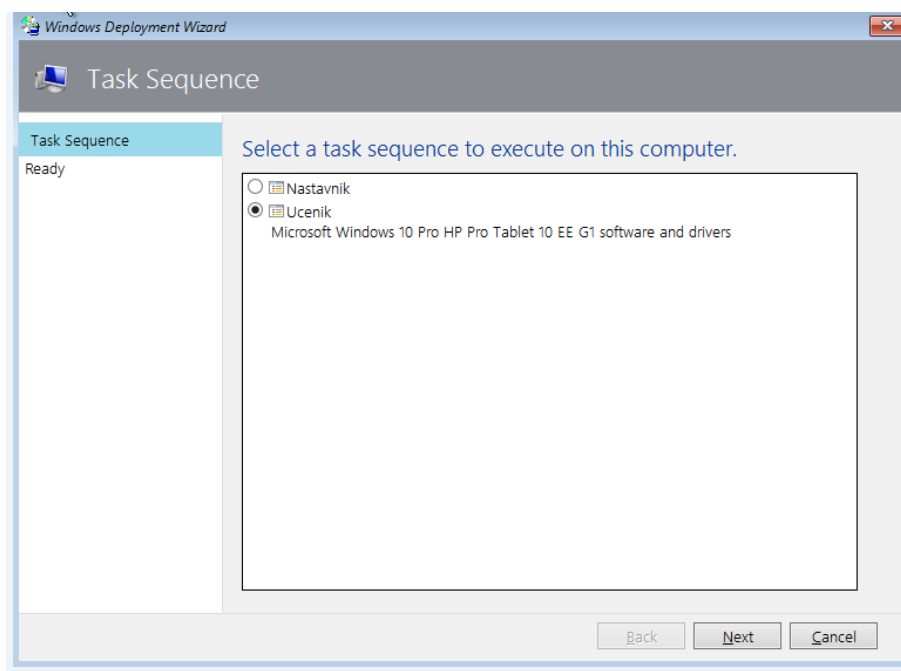 Windows Deployment Wizard
Task Sequence
Task Sequence
Ready
Select a task sequence to execute on this computer.
Nastavnik
Ucenik
Microsoft Windows 10 Pro HP Pro Tablet 10 EE G1 software and drivers
Back Next Cancel